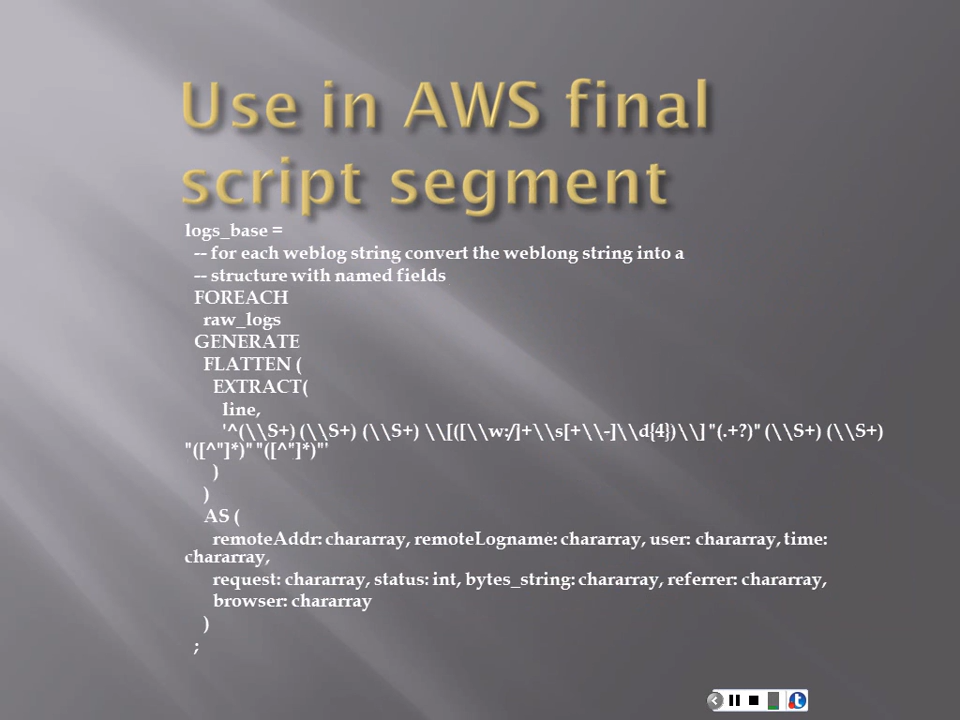 Use in AWS final
script segment
logs_base =
-- for each weblog string convert the weblong string into a
-- structure with named fields
FOREACH
raw_logs
GENERATE
FLATTEN (
EXTRACT(
line,
'^(\\S+) (\\S+) (\\S+) \\[([\\w:/]+\\s[+\\-]\\d{4})\\] "(.+?)" (\\S+) (\\S+)
"([^"]*)" "([^"]*)"'
)
)
AS (
remoteAddr: chararray, remoteLogname: chararray, user: chararray, time:
chararray,
request: chararray, status: int, bytes_string: chararray, referrer: chararray,
browser: chararray
)
;